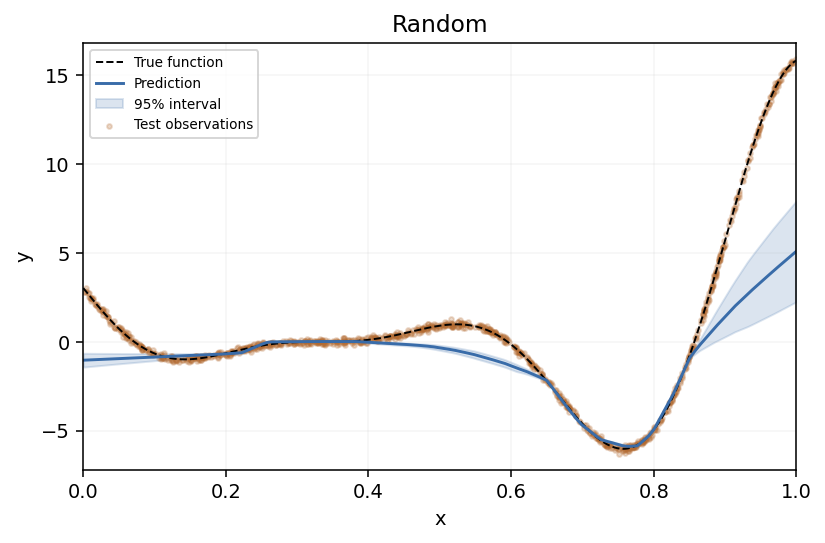 Random
True function
Prediction
95% interval
Test observations
15
10
5
0
−5
y
0.0
0.2
0.4
0.6
0.8
1.0
x